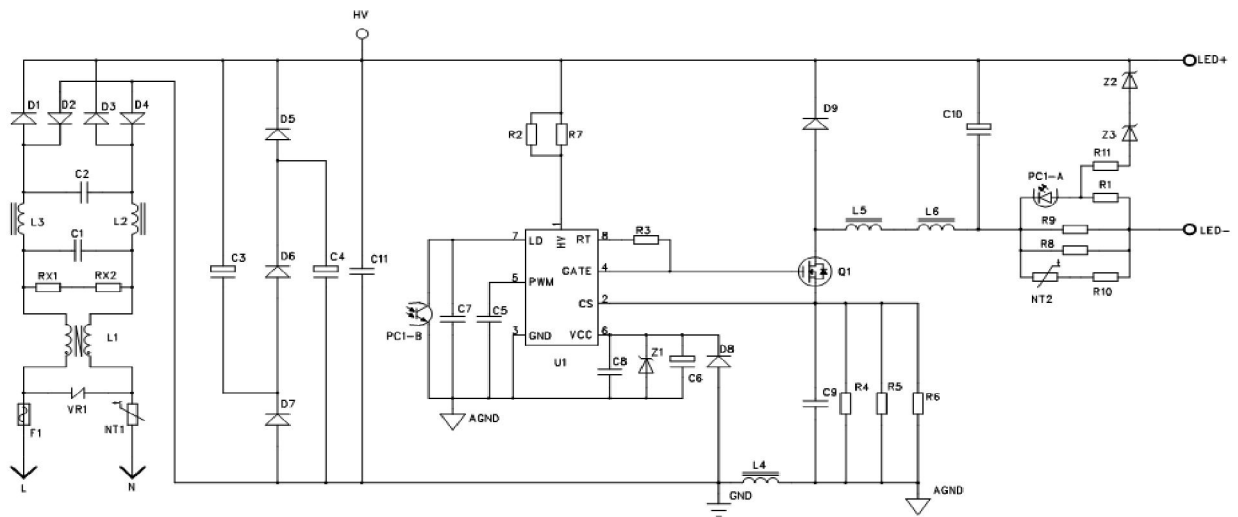 HV
LED+
D1 D2 D3 D4
Z2
D9
C10
D5
R2 R7
Z3
R11
C2
PC1-A
R1
L3 L2
L5 L6
C1
1
HV
R9
LED-
7 LD RT 8 R3
R8
C3 D6 C4 C11
GATE 4
Q1
RX1 RX2
5 PWM
NT2 R10
CS 2
L1
PC1-B C7 C5
3 GND VCC 6
D8
U1
C8 Z1 C6
VR1
D7
C9 R4 R5 R6
F1 NT1
AGND
L4
L N
GND
AGND